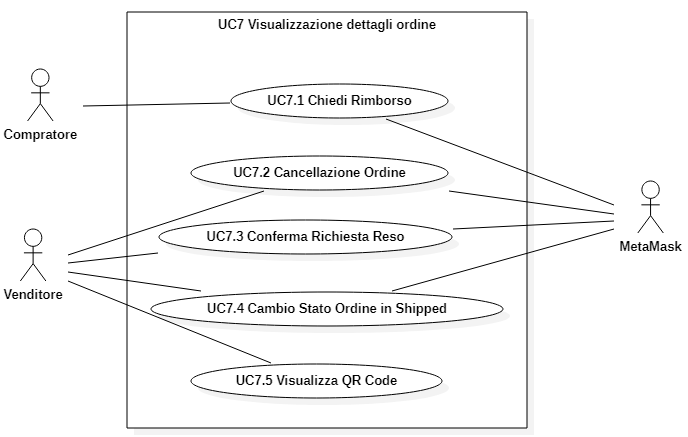 UC7 Visualizzazione dettagli ordine
UC7.1 Chiedi Rimborso
Compratore
UC7.2 Cancellazione Ordine
UC7.3 Conferma Richiesta Reso
MetaMask
Venditore
UC7.4 Cambio Stato Ordine in Shipped
UC7.5 Visualizza QR Code